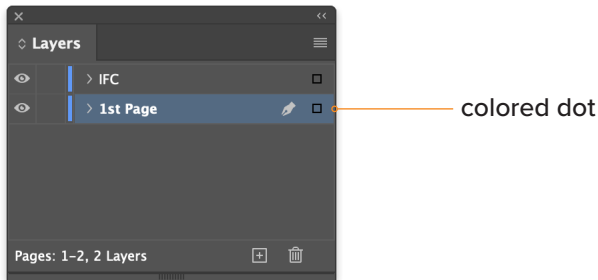 Layers
IFC
1st Page
colored dot
Pages: 1–2, 2 Layers